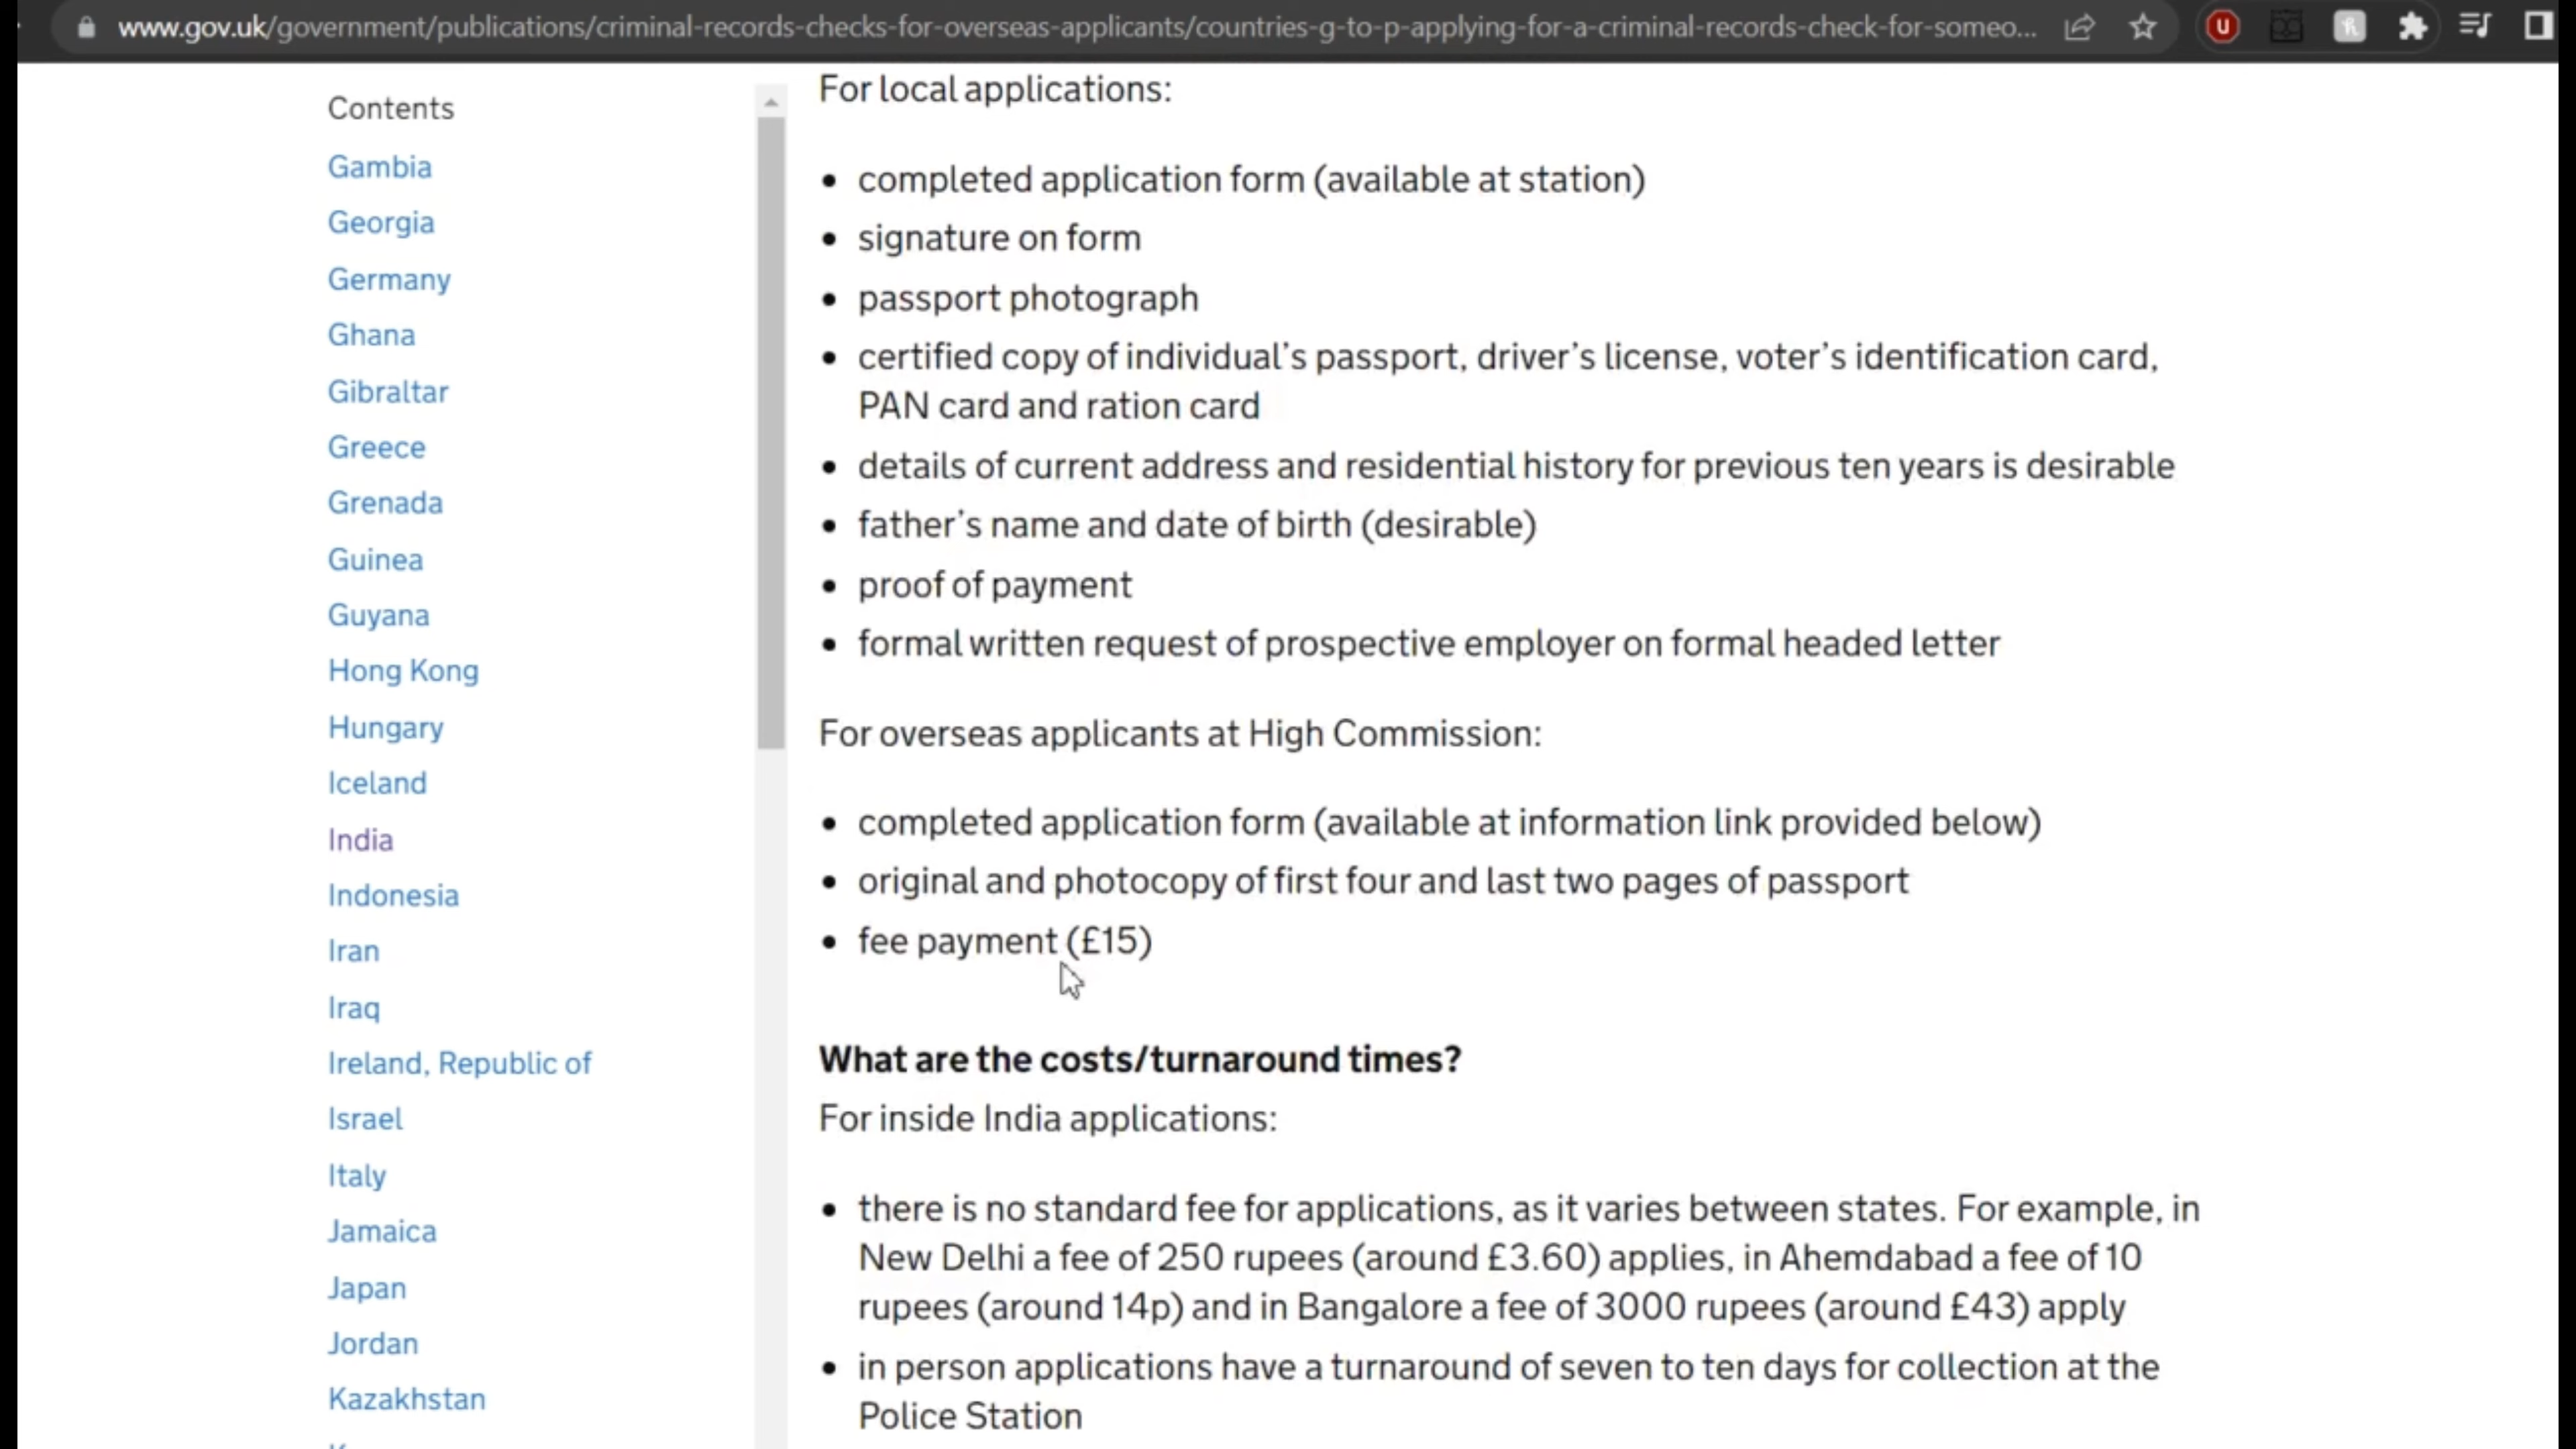 www.gov.uk/government/publications/criminal-records-checks-for-overseas-applicants/countries-g-to-p-applying-for-a-criminal-records-check-for-someo...
Contents
Gambia
Georgia
Germany
Ghana
Gibraltar
Greece
Grenada
Guinea
Guyana
Hong Kong
Hungary
Iceland
India
Indonesia
Iran
Iraq
Ireland, Republic of
Israel
Italy
Jamaica
Japan
Jordan
Kazakhstan
For local applications:
• completed application form (available at station)
• signature on form
• passport photograph
• certified copy of individual’s passport, driver’s license, voter’s identification card,
PAN card and ration card
• details of current address and residential history for previous ten years is desirable
• father’s name and date of birth (desirable)
• proof of payment
• formal written request of prospective employer on formal headed letter
For overseas applicants at High Commission:
• completed application form (available at information link provided below)
• original and photocopy of first four and last two pages of passport
• fee payment (£15)
What are the costs/turnaround times?
For inside India applications:
• there is no standard fee for applications, as it varies between states. For example, in
New Delhi a fee of 250 rupees (around £3.60) applies, in Ahemdabad a fee of 10
rupees (around 14p) and in Bangalore a fee of 3000 rupees (around £43) apply
• in person applications have a turnaround of seven to ten days for collection at the
Police Station